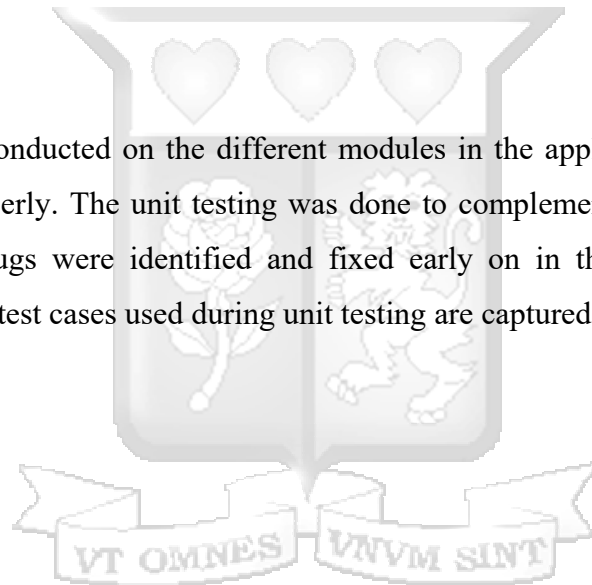 onducted on the different modules in the app
erly. The unit testing was done to complemen
ugs were identified and fixed early on in th
test cases used during unit testing are captured
VT OMNES VNVM SINT